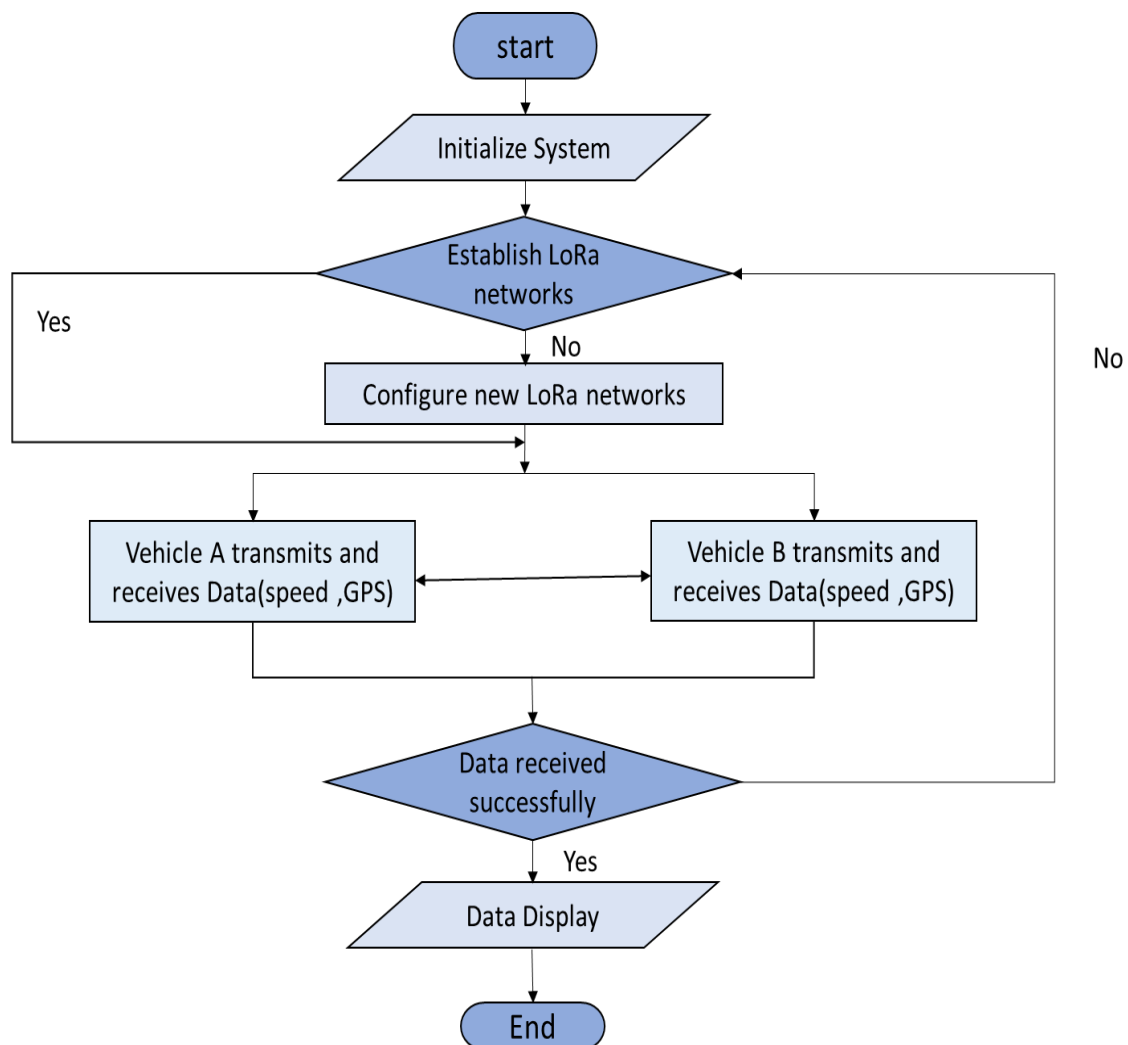 start
Initialize System
Establish LoRa
networks
Yes
No
No
Configure new LoRa networks
Vehicle A transmits and
receives Data(speed ,GPS)
Vehicle B transmits and
receives Data(speed ,GPS)
Data received
successfully
Yes
Data Display
End